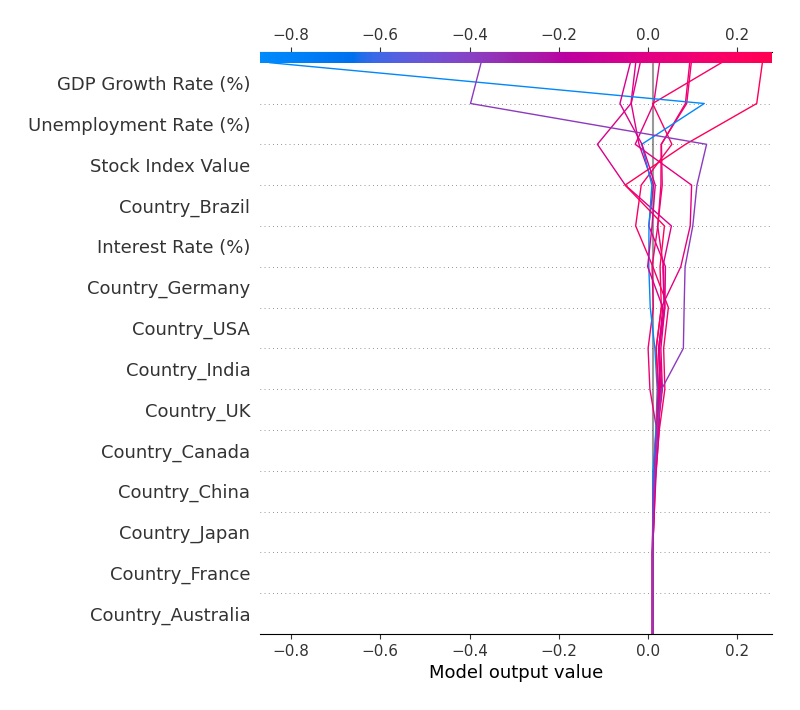 −0.8 −0.6 −0.4 −0.2 0.0 0.2
GDP Growth Rate (%)
Unemployment Rate (%)
Stock Index Value
Country_Brazil
Interest Rate (%)
Country_Germany
Country_USA
Country_India
Country_UK
Country_Canada
Country_China
Country_Japan
Country_France
Country_Australia
−0.8 −0.6 −0.4 −0.2 0.0 0.2
Model output value